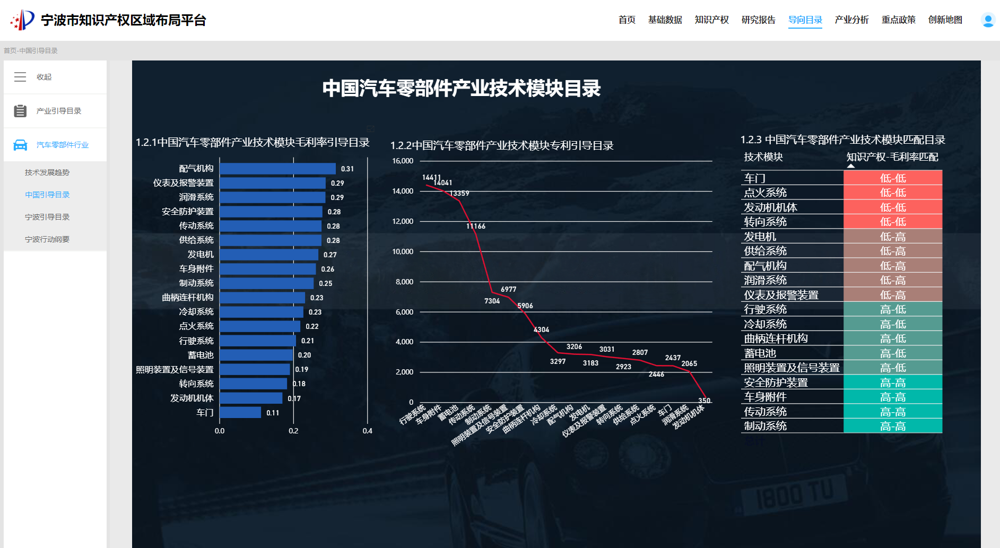 宁波市知识产权区域布局平台
首页 基础数据 知识产权 研究报告 导向目录 产业分析 重点政策 创新地图
首页-中国引导目录
收起
产业引导目录
汽车零部件行业
技术发展趋势
中国引导目录
宁波引导目录
宁波行动纲要
中国汽车零部件产业技术模块目录
1.2.1中国汽车零部件产业技术模块毛利率引导目录
配气机构 0.31
仪表及报警装置 0.29
润滑系统 0.29
安全防护装置 0.28
传动系统 0.28
供给系统 0.28
发电机 0.27
车身附件 0.26
制动系统 0.25
曲柄连杆机构 0.23
冷却系统 0.23
点火系统 0.22
行驶系统 0.21
蓄电池 0.20
照明装置及信号装置 0.19
转向系统 0.18
发动机机体 0.17
车门 0.11
0.0 0.2 0.4
1.2.2中国汽车零部件产业技术模块专利引导目录
16,000
14,000
12,000
10,000
8,000
6,000
4,000
2,000
0
14411
14041
13359
11166
7304
6977
5906
4304
3297
3206
3183
3031
2923
2807
2446
2437
2065
350
行驶系统
车身附件
蓄电池
传动系统
制动系统
照明装置及信号装置
安全防护装置
曲柄连杆机构
冷却系统
配气机构
发电机
仪表及报警装置
转向系统
供给系统
点火系统
车门
润滑系统
发动机机体
1.2.3 中国汽车零部件产业技术模块匹配目录
技术模块 知识产权-毛利率匹配
车门 低-低
点火系统 低-低
发动机机体 低-低
转向系统 低-低
发电机 低-高
供给系统 低-高
配气机构 低-高
润滑系统 低-高
仪表及报警装置 低-高
行驶系统 高-低
冷却系统 高-低
曲柄连杆机构 高-低
蓄电池 高-低
照明装置及信号装置 高-低
安全防护装置 高-高
车身附件 高-高
传动系统 高-高
制动系统 高-高
1800 TU